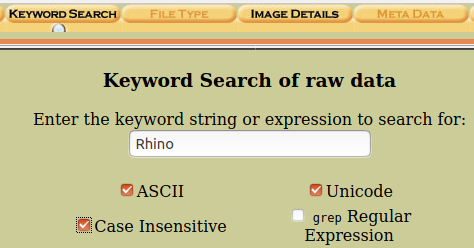 KEYWORD SEARCH FILE TYPE IMAGE DETAILS META DATA
Keyword Search of raw data
Enter the keyword string or expression to search for:
Rhino
ASCII Unicode
Case Insensitive grep Regular
Expression